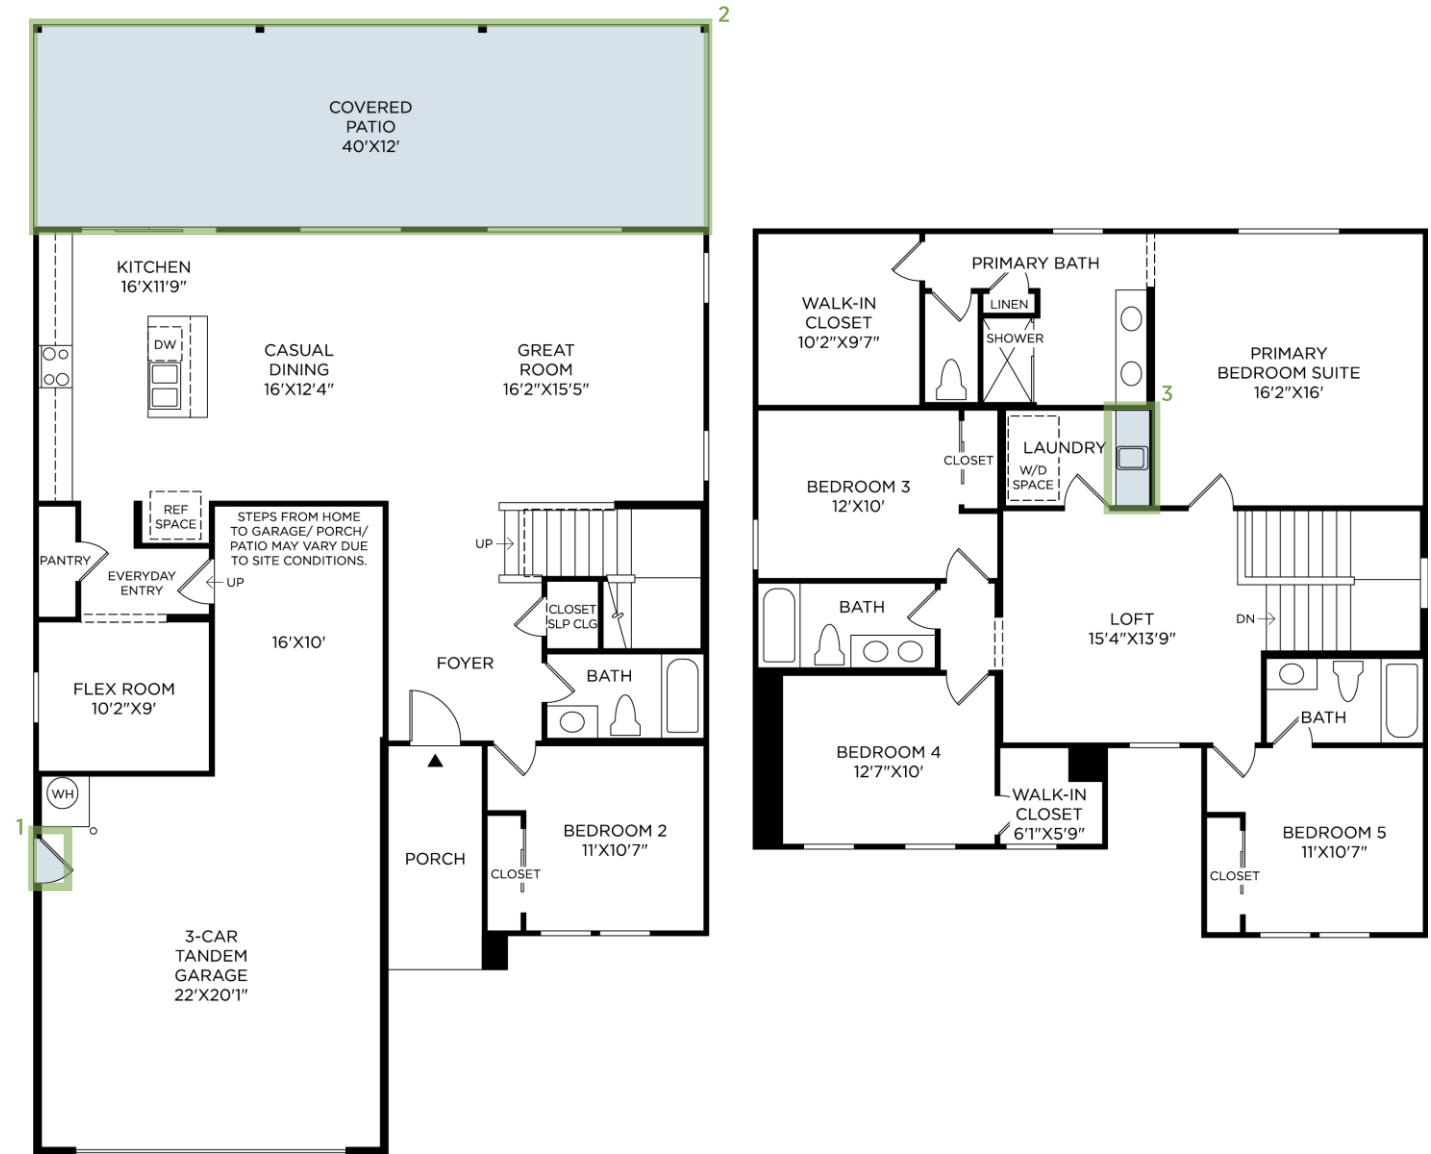 2
COVERED
PATIO
40'X12'
KITCHEN
16'X11'9"
DW
CASUAL
DINING
16'X12'4"
GREAT
ROOM
16'2"X15'5"
REF
SPACE
PANTRY
EVERYDAY
ENTRY
UP
STEPS FROM HOME
TO GARAGE/ PORCH/
PATIO MAY VARY DUE
TO SITE CONDITIONS.
16'X10'
UP
CLOSET
SLP CLG
FOYER
BATH
FLEX ROOM
10'2"X9'
WH
1
PORCH
BEDROOM 2
11'X10'7"
CLOSET
3-CAR
TANDEM
GARAGE
22'X20'1"
WALK-IN
CLOSET
10'2"X9'7"
PRIMARY BATH
LINEN
SHOWER
PRIMARY
BEDROOM SUITE
16'2"X16'
3
LAUNDRY
W/D
SPACE
CLOSET
BEDROOM 3
12'X10'
BATH
LOFT
15'4"X13'9"
DN
BATH
BEDROOM 4
12'7"X10'
WALK-IN
CLOSET
6'1"X5'9"
BEDROOM 5
11'X10'7"
CLOSET